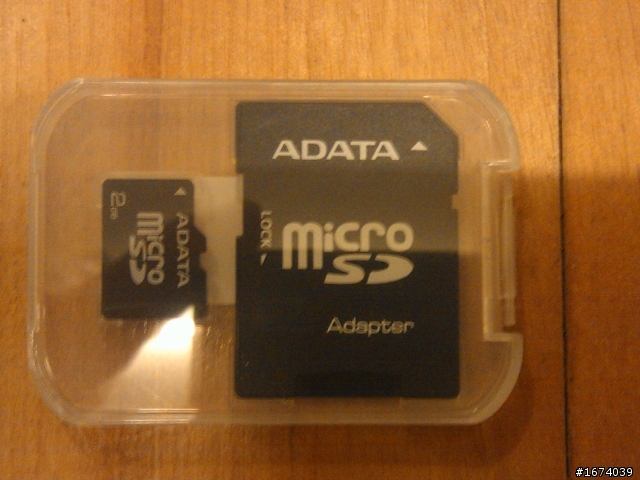 ADATA
LOCK
micro
SD
Adapter
2GB
ADATA
micro
SD
#1674039